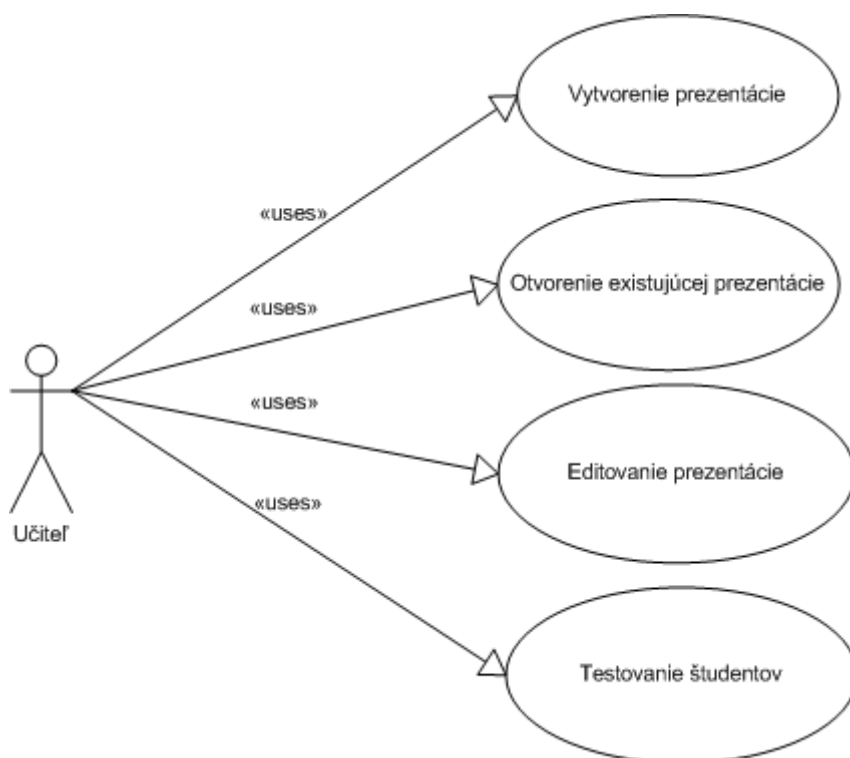 Vytvorenie prezentácie
«uses»
Otvorenie existujúcej prezentácie
«uses»
«uses»
Editovanie prezentácie
«uses»
Učiteľ
Testovanie študentov